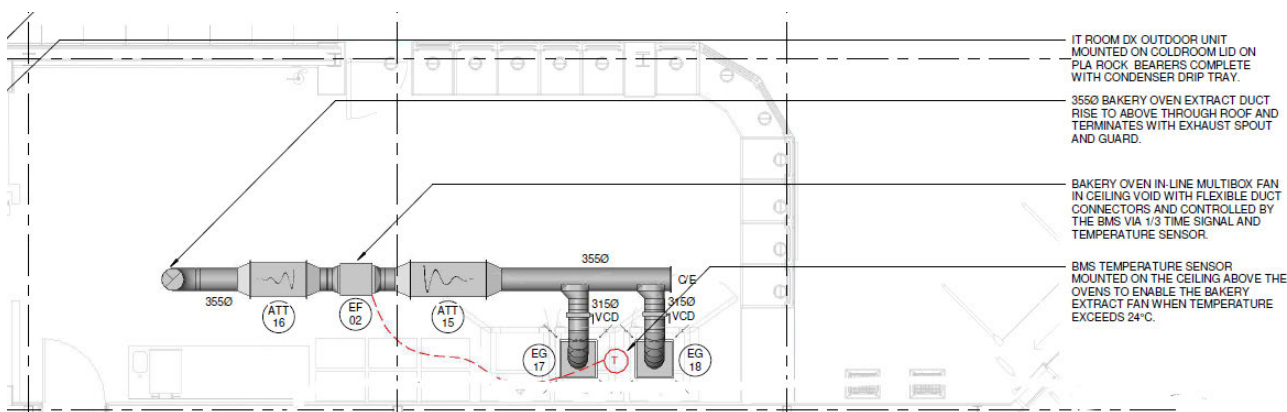 IT ROOM DX OUTDOOR UNIT
MOUNTED ON COLDROOM LID ON
PLA ROCK BEARERS COMPLETE
WITH CONDENSER DRIP TRAY.
355Ø BAKERY OVEN EXTRACT DUCT
RISE TO ABOVE THROUGH ROOF AND
TERMINATES WITH EXHAUST SPOUT
AND GUARD.
BAKERY OVEN IN-LINE MULTIBOX FAN
IN CEILING VOID WITH FLEXIBLE DUCT
CONNECTORS AND CONTROLLED BY
THE BMS VIA 1/3 TIME SIGNAL AND
TEMPERATURE SENSOR.
BMS TEMPERATURE SENSOR
MOUNTED ON THE CEILING ABOVE THE
OVENS TO ENABLE THE BAKERY
EXTRACT FAN WHEN TEMPERATURE
EXCEEDS 24°C.
355Ø
C/E
355Ø
ATT
16
EF
02
ATT
15
315Ø
VCD
315Ø
VCD
EG
17
T
EG
18